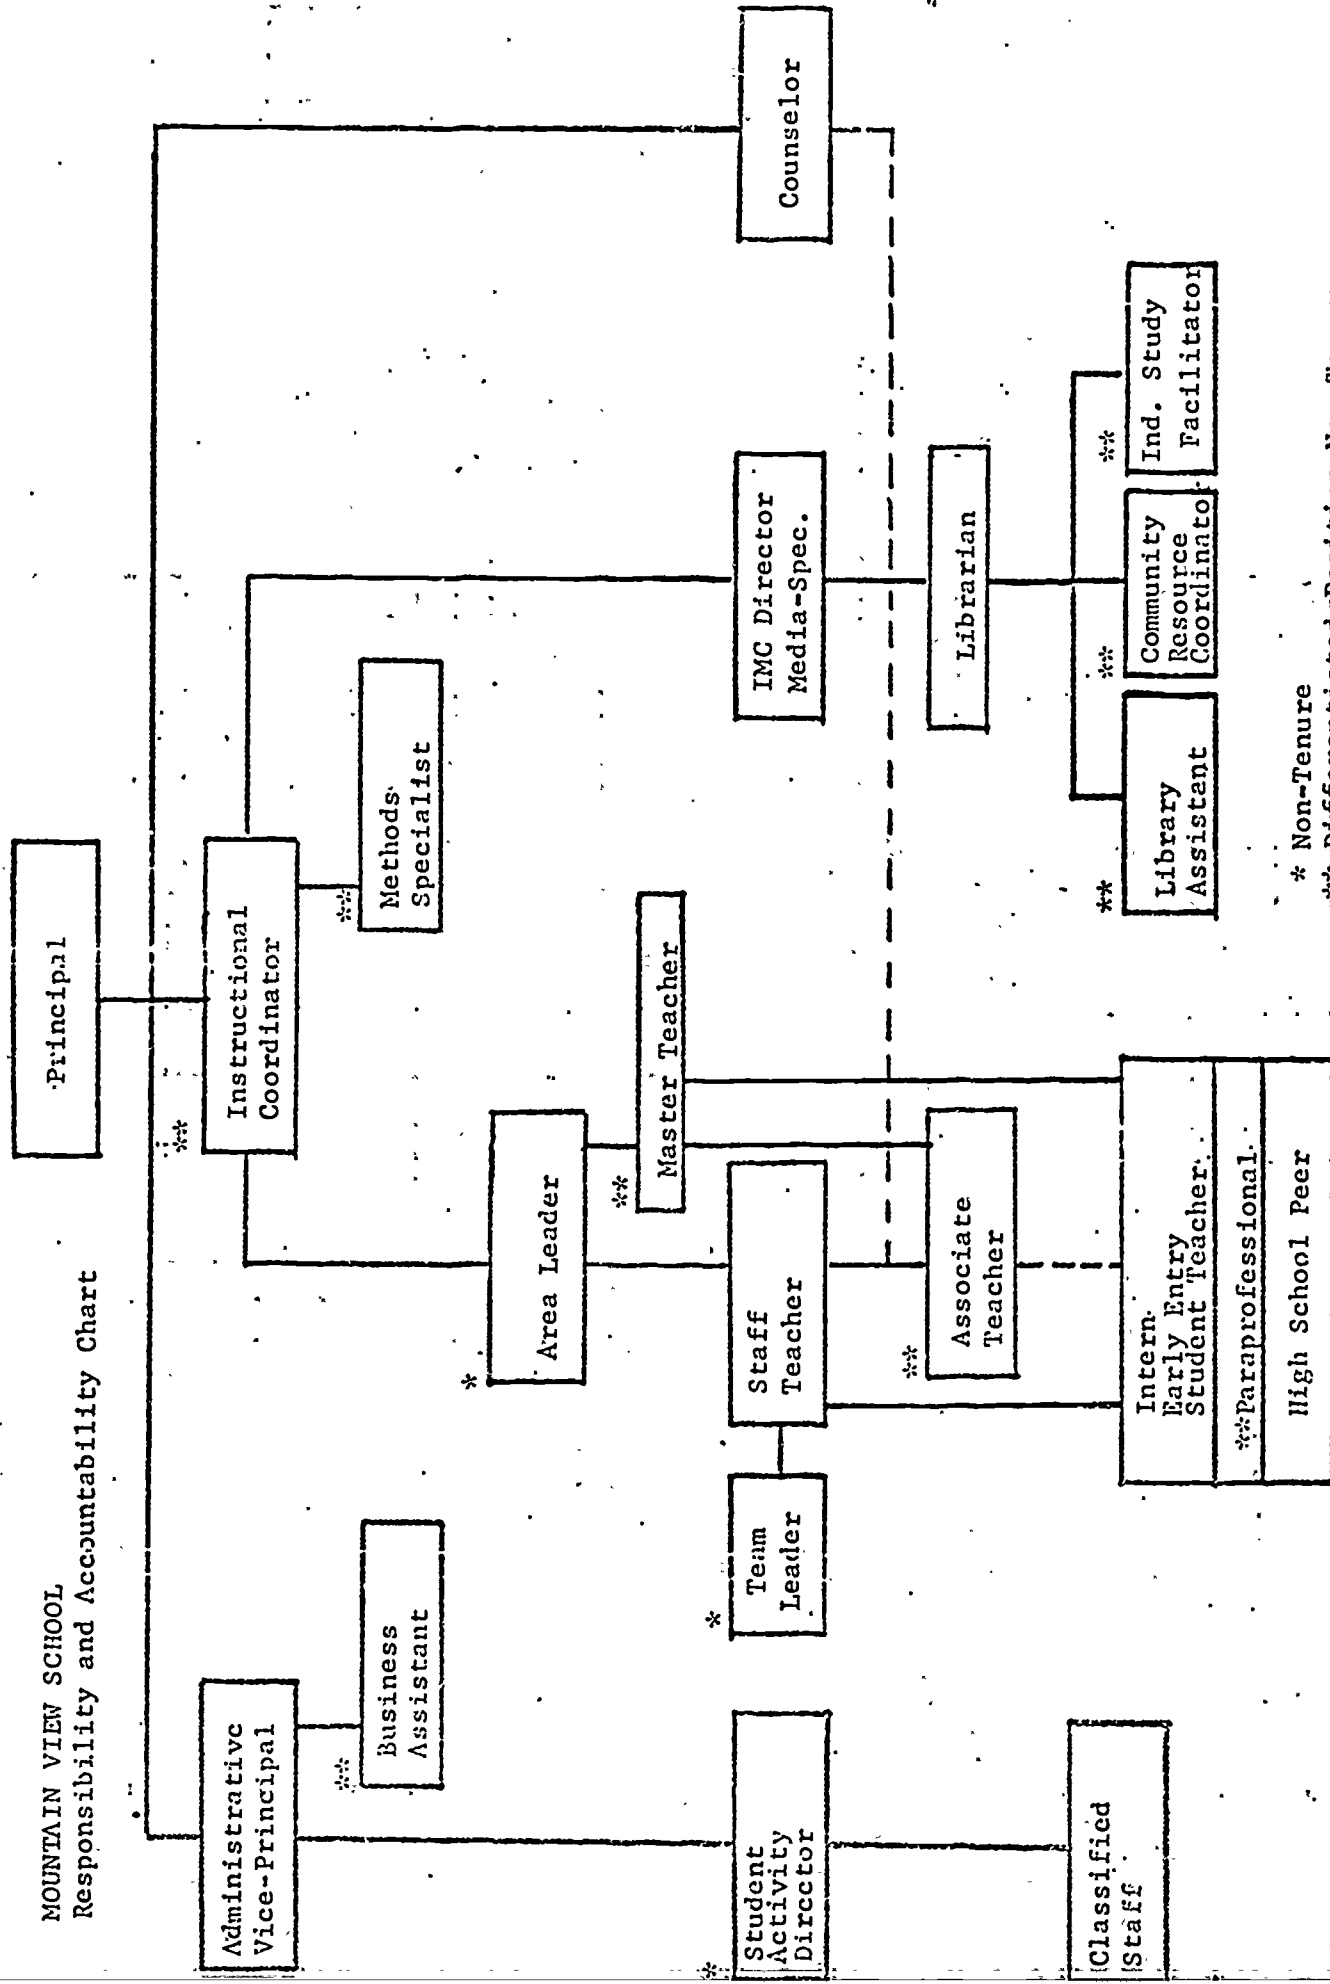 MOUNTAIN VIEW SCHOOL
Responsibility and Accountability Chart
Principal
**
Instructional
Coordinator
Administrative
Vice-Principal
**
Business
Assistant
**
Methods
Specialist
*
Area Leader
**
Master Teacher
*
Student
Activity
Director
*
Team
Leader
Staff
Teacher
IMC Director
Media-Spec.
Counselor
**
Associate
Teacher
Librarian
Classified
Staff
Intern
Early Entry
Student Teacher
**Paraprofessional
High School Peer
**
Library
Assistant
**
Community
Resource
Coordinator
**
Ind. Study
Facilitator
* Non-Tenure